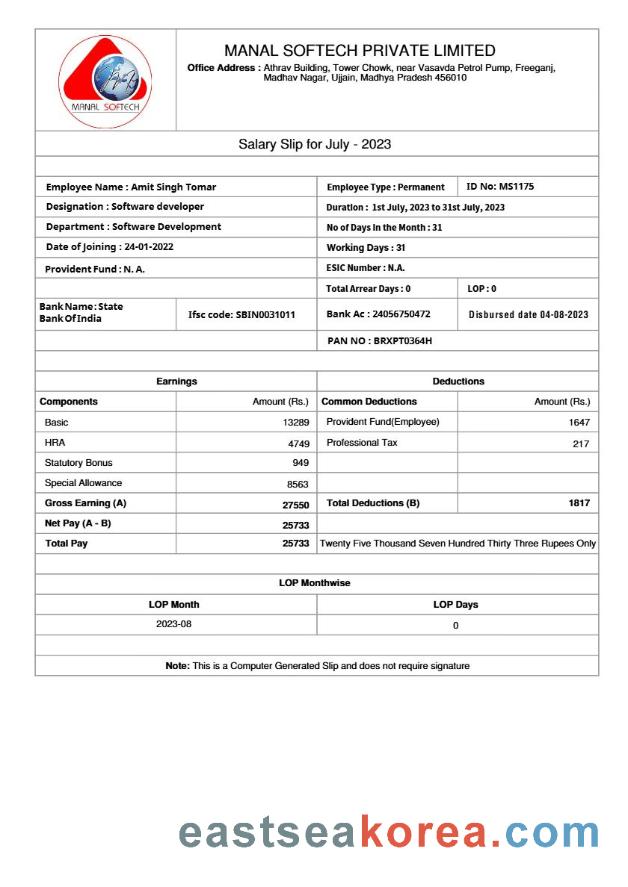 MANAL SOFTECH
MANAL SOFTECH PRIVATE LIMITED
Office Address : Athrav Building, Tower Chowk, near Vasavda Petrol Pump, Freeganj,
Madhav Nagar, Ujjain, Madhya Pradesh 456010
Salary Slip for July - 2023
Employee Name : Amit Singh Tomar Employee Type : Permanent ID No: MS1175
Designation : Software developer Duration : 1st July, 2023 to 31st July, 2023
Department : Software Development No of Days in the Month : 31
Date of Joining : 24-01-2022 Working Days : 31
Provident Fund : N. A. ESIC Number : N.A.
Total Arrear Days : 0 LOP : 0
Bank Name: State
Bank Of India Ifsc code: SBIN0031011 Bank Ac : 24056750472 Disbursed date 04-08-2023
PAN NO : BRXPT0364H
Earnings Deductions
Components Amount (Rs.) Common Deductions Amount (Rs.)
Basic 13289 Provident Fund(Employee) 1647
HRA 4749 Professional Tax 217
Statutory Bonus 949
Special Allowance 8563
Gross Earning (A) 27550 Total Deductions (B) 1817
Net Pay (A - B) 25733
Total Pay 25733 Twenty Five Thousand Seven Hundred Thirty Three Rupees Only
LOP Monthwise
LOP Month LOP Days
2023-08 0
Note: This is a Computer Generated Slip and does not require signature
eastseakorea.com